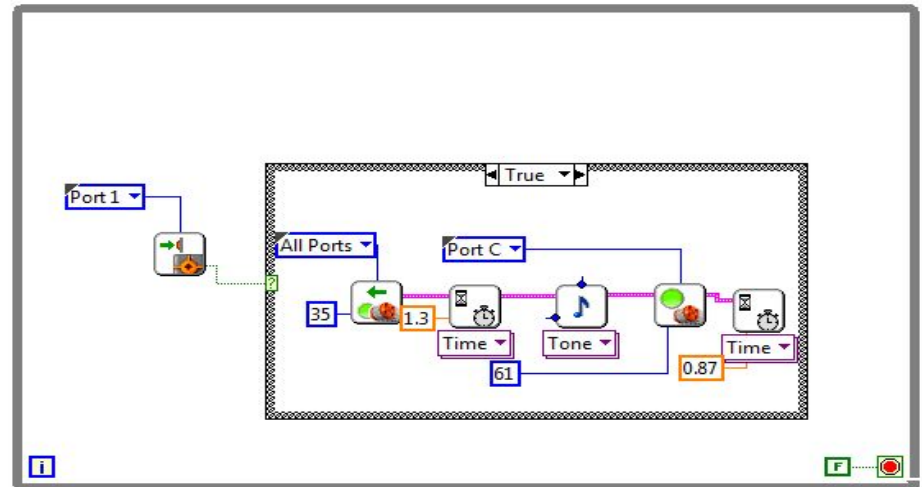 True
Port 1
All Ports
Port C
?
35
1.3
Time
Tone
Time
61
0.87
i
F